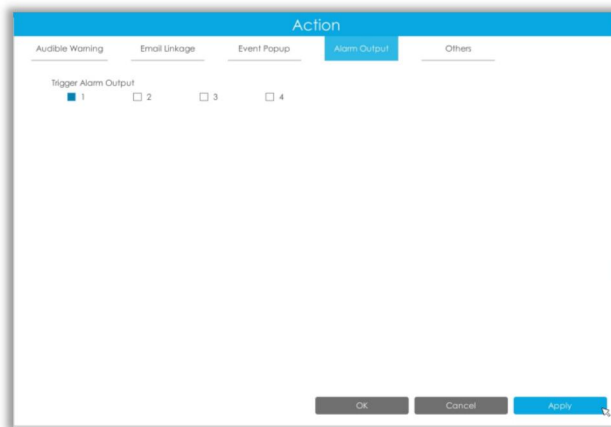 Action
Audible Warning Email Linkage Event Popup Alarm Output Others
Trigger Alarm Output
1 2 3 4
OK Cancel Apply